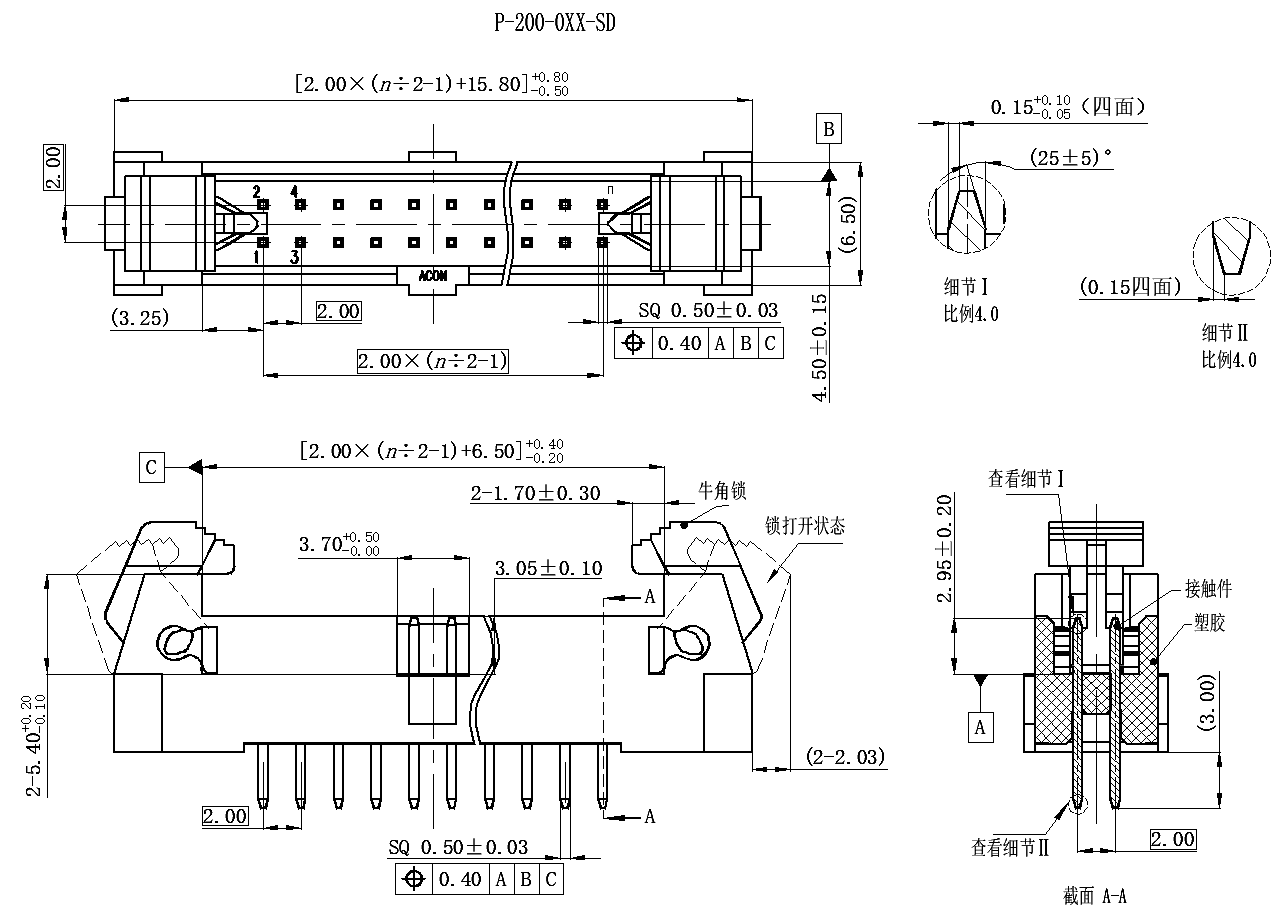 P-200-0XX-SD
[2.00×(n÷2-1)+15.80]+0.80 -0.50
0.15+0.10 -0.05 (四面)
B
(25±5)°
2.00
2 4 n
(6.50)
1 3
ACON
细节Ⅰ
比例4.0
(0.15四面)
细节Ⅱ
比例4.0
(3.25)
2.00
SQ 0.50±0.03
0.40 A B C
2.00×(n÷2-1)
4.50±0.15
[2.00×(n÷2-1)+6.50]+0.40 -0.20
C
2-1.70±0.30
牛角锁
查看细节Ⅰ
锁打开状态
3.70+0.50 -0.00
3.05±0.10
2.95±0.20
A
接触件
塑胶
2-5.40+0.20 -0.10
(3.00)
A
(2-2.03)
2.00
A
SQ 0.50±0.03
0.40 A B C
查看细节Ⅱ
2.00
截面 A-A